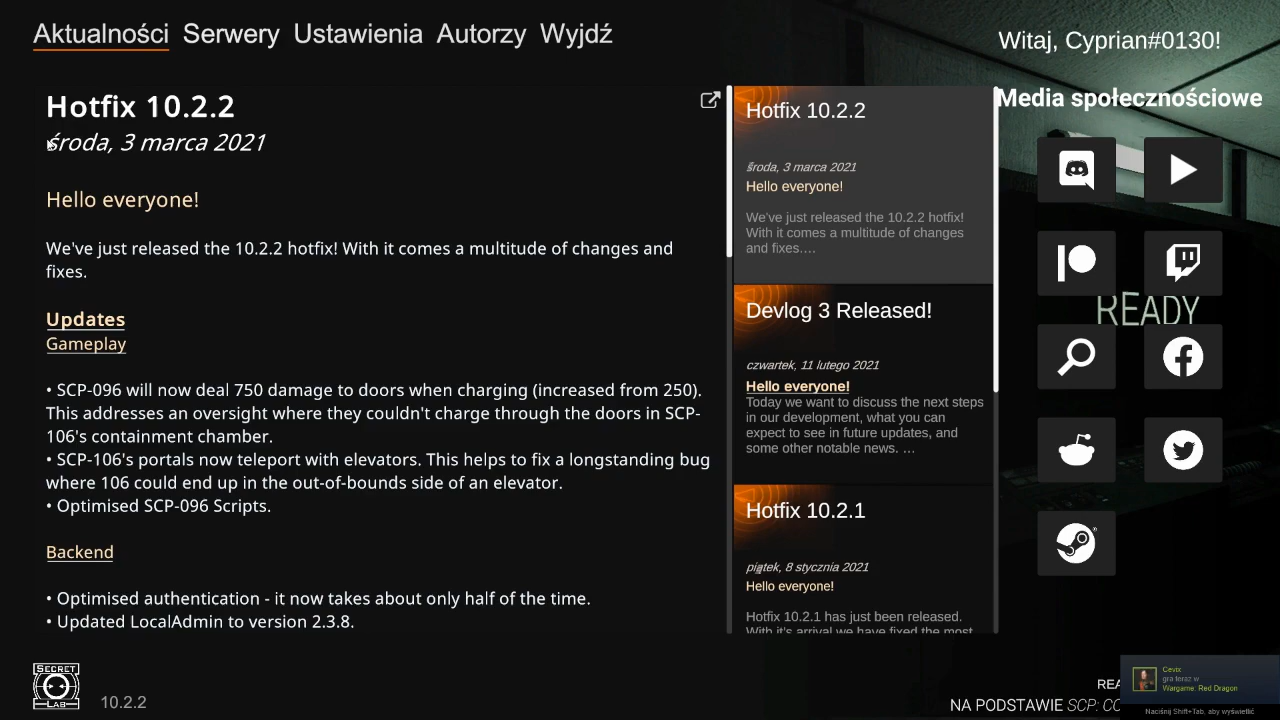 Aktualności Serwery Ustawienia Autorzy Wyjdź
Witaj, Cyprian#0130!
Hotfix 10.2.2
środa, 3 marca 2021
Hello everyone!
We've just released the 10.2.2 hotfix! With it comes a multitude of changes and
fixes.
Updates
Gameplay
• SCP-096 will now deal 750 damage to doors when charging (increased from 250).
This addresses an oversight where they couldn't charge through the doors in SCP-
106's containment chamber.
• SCP-106's portals now teleport with elevators. This helps to fix a longstanding bug
where 106 could end up in the out-of-bounds side of an elevator.
• Optimised SCP-096 Scripts.
Backend
• Optimised authentication - it now takes about only half of the time.
• Updated LocalAdmin to version 2.3.8.
Hotfix 10.2.2
środa, 3 marca 2021
Hello everyone!
We've just released the 10.2.2 hotfix!
With it comes a multitude of changes
and fixes....
Devlog 3 Released!
czwartek, 11 lutego 2021
Hello everyone!
Today we want to discuss the next steps
in our development, what you can
expect to see in future updates, and
some other notable news. ...
Hotfix 10.2.1
piątek, 8 stycznia 2021
Hello everyone!
Hotfix 10.2.1 has just been released.
With it's arrival we have fixed the most
Media społecznościowe
READY
SECRET
LAB
10.2.2
REA
NA PODSTAWIE SCP: CO
Cevix
gra teraz w
Wargame: Red Dragon
Naciśnij Shift+Tab, aby wyświetlić